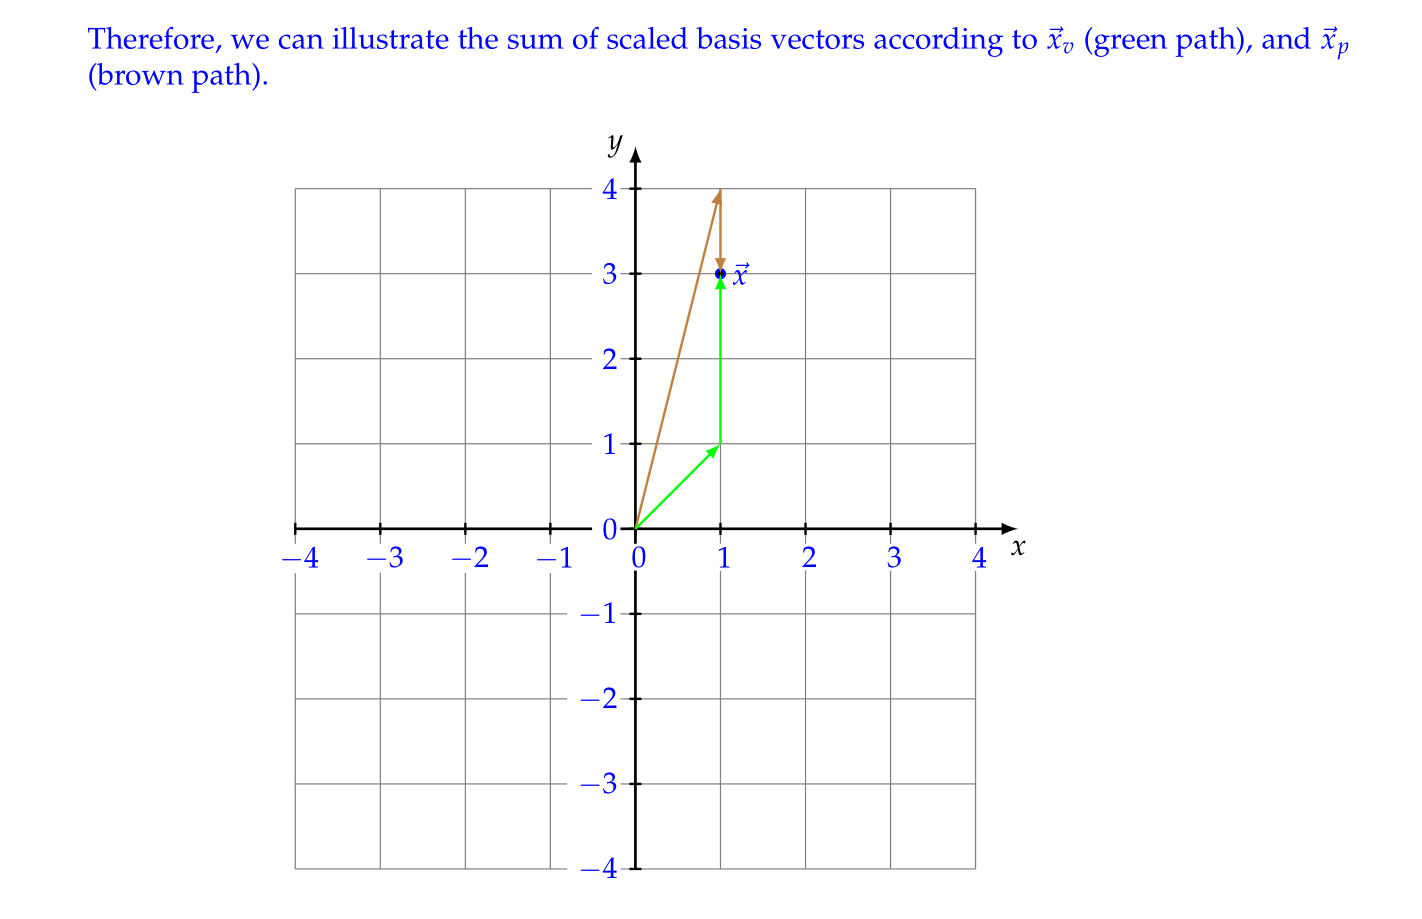 Therefore, we can illustrate the sum of scaled basis vectors according to $\vec{x}_v$ (green path), and $\vec{x}_p$
(brown path).
y
4
3
$\vec{x}$
2
1
0
x
−4 −3 −2 −1 0 1 2 3 4
−1
−2
−3
−4